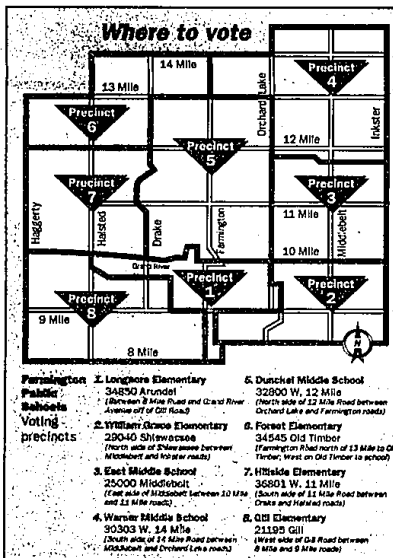 Where to vote
14 Mile
13 Mile
Orchard Lake
Precinct 4
Inkster
Precinct 6
Precinct 5
12 Mile
Precinct 7
Precinct 3
Haggerty
Halsted
Drake
Farmington
11 Mile
Middlebelt
10 Mile
Grand River
Precinct 1
Precinct 2
Precinct 8
9 Mile
8 Mile
N
Farmington
Public
Schools
Voting
precincts
1. Longacre Elementary
34850 Arundel
(Between 8 Mile Road and Grand River
Avenue off of Gill Road)
2. William Grace Elementary
29040 Shiawassee
(North side of Shiawassee between
Middlebelt and Inkster roads)
3. East Middle School
25000 Middlebelt
(East side of Middlebelt between 10 Mile
and 11 Mile roads)
4. Warner Middle School
30303 W. 14 Mile
(South side of 14 Mile Road between
Middlebelt and Orchard Lake roads)
5. Dunckel Middle School
32800 W. 12 Mile
(North side of 12 Mile Road between
Orchard Lake and Farmington roads)
6. Forest Elementary
34545 Old Timber
(Farmington Road north of 13 Mile to Old
Timber; West on Old Timber to school)
7. Hillside Elementary
36801 W. 11 Mile
(South side of 11 Mile Road between
Drake and Halsted roads)
8. Gill Elementary
21195 Gill
(West side of Gill Road between
8 Mile and 9 Mile roads)